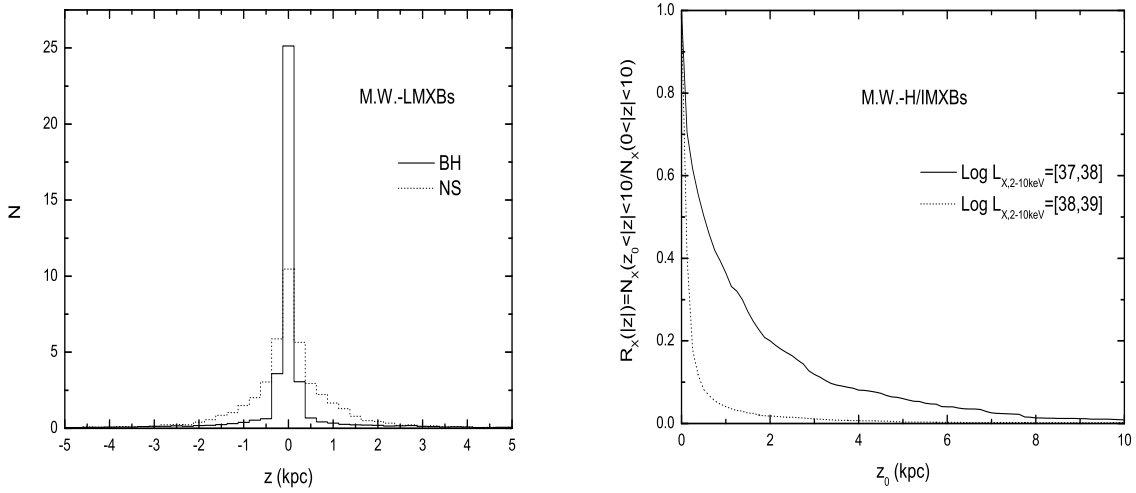 25
20
15
10
5
0
N
-5 -4 -3 -2 -1 0 1 2 3 4 5
z (kpc)
M.W.-LMXBs
BH
NS
1.0
0.8
0.6
0.4
0.2
0.0
R_X(|z|)=N_X(z_0<|z|<10/N_X(0<|z|<10)
0 2 4 6 8 10
z_0 (kpc)
M.W.-H/IMXBs
Log L_X,2-10keV=[37,38]
Log L_X,2-10keV=[38,39]